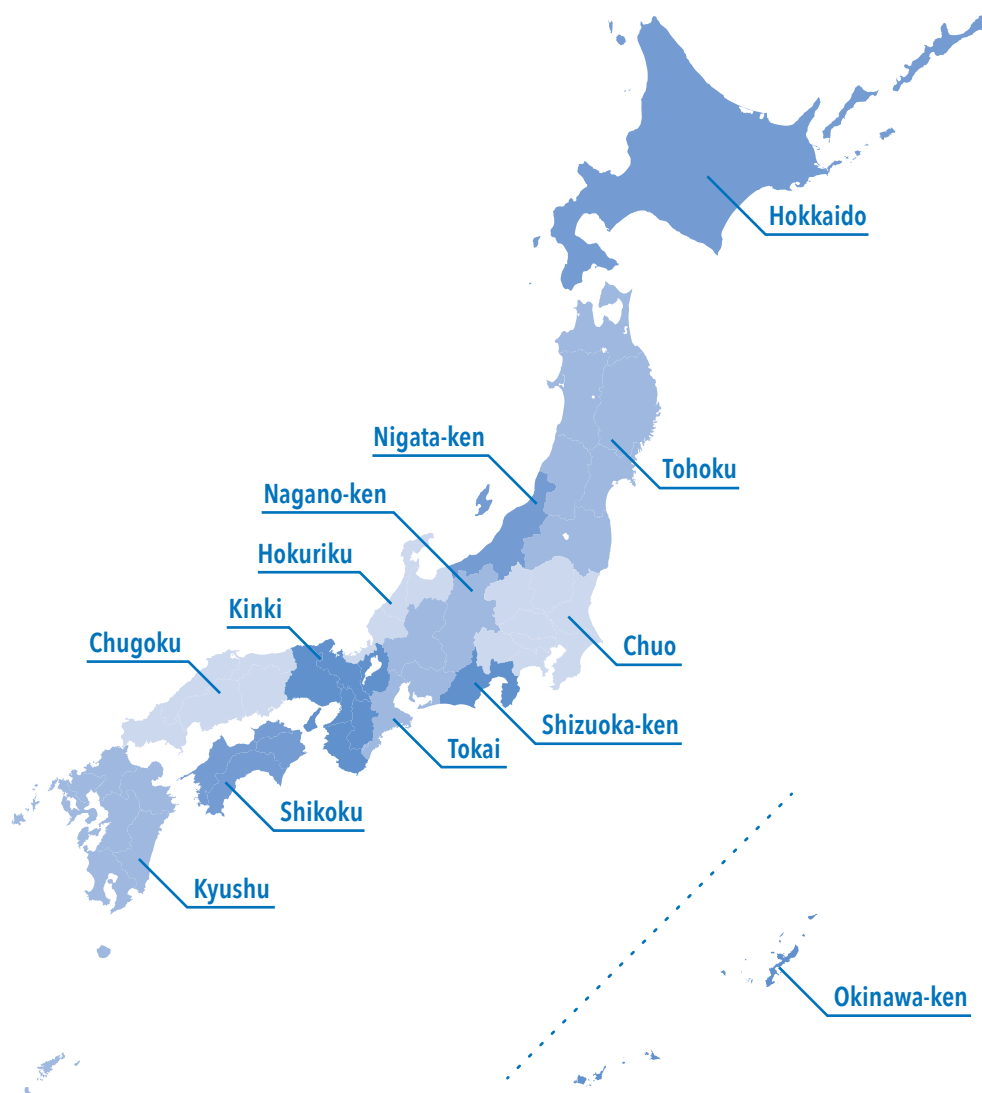 Hokkaido
Nigata-ken
Tohoku
Nagano-ken
Hokuriku
Kinki
Chugoku
Chuo
Shizuoka-ken
Tokai
Shikoku
Kyushu
Okinawa-ken